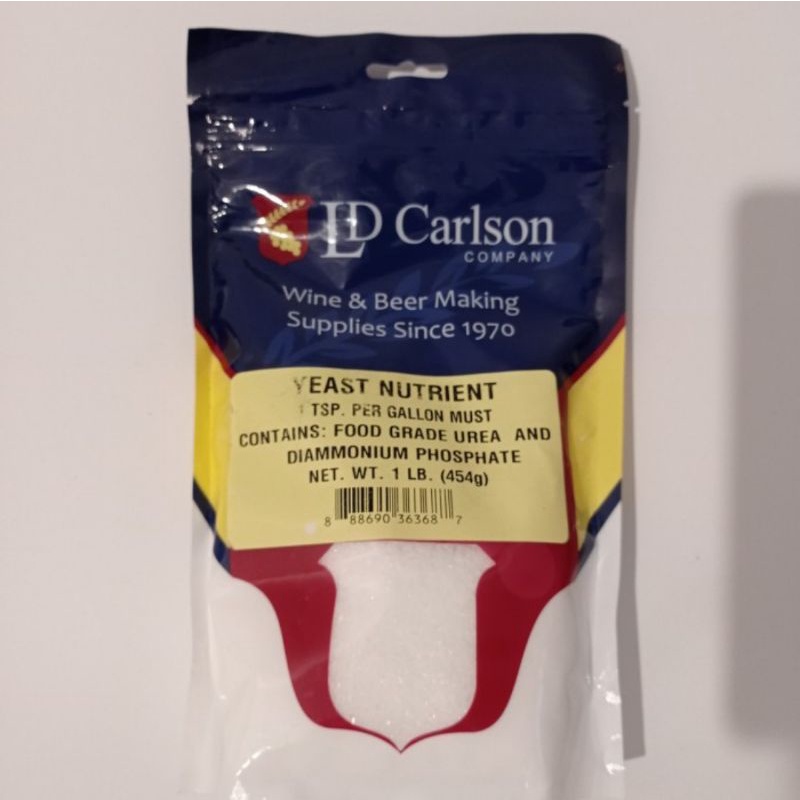 LD Carlson
COMPANY
Wine & Beer Making
Supplies Since 1970
YEAST NUTRIENT
1 TSP. PER GALLON MUST
CONTAINS: FOOD GRADE UREA AND
DIAMMONIUM PHOSPHATE
NET. WT. 1 LB. (454g)
8 88690 36368 7